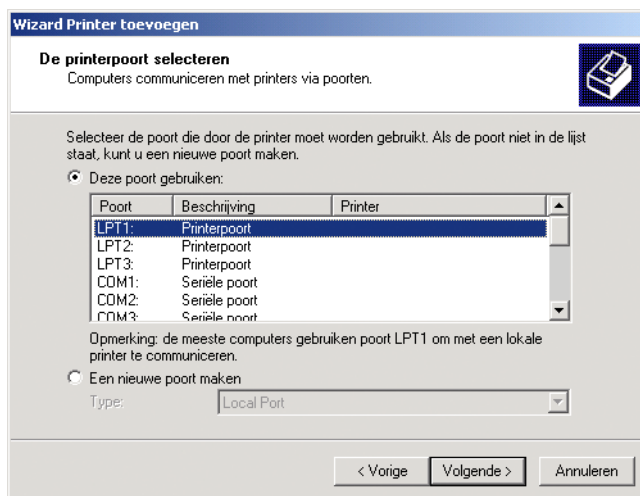 Wizard Printer toevoegen
De printerpoort selecteren
Computers communiceren met printers via poorten.
Selecteer de poort die door de printer moet worden gebruikt. Als de poort niet in de lijst
staat, kunt u een nieuwe poort maken.
Deze poort gebruiken:
Poort Beschrijving Printer
LPT1: Printerpoort
LPT2: Printerpoort
LPT3: Printerpoort
COM1: Seriële poort
COM2: Seriële poort
COM3: Seriële poort
Opmerking: de meeste computers gebruiken poort LPT1 om met een lokale
printer te communiceren.
Een nieuwe poort maken
Type: Local Port
< Vorige Volgende > Annuleren